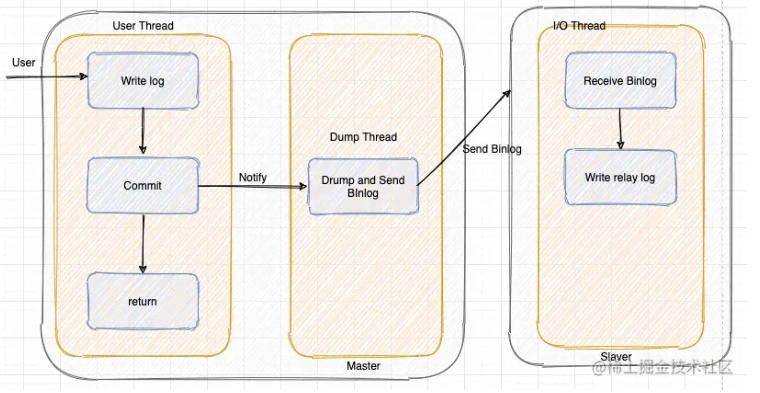 User Thread
I/O Thread
User
Write log
Receive Binlog
Dump Thread
Send Binlog
Commit
Notify
Drump and Send
BInlog
Write relay log
return
Master
Slaver
@稀土掘金技术社区